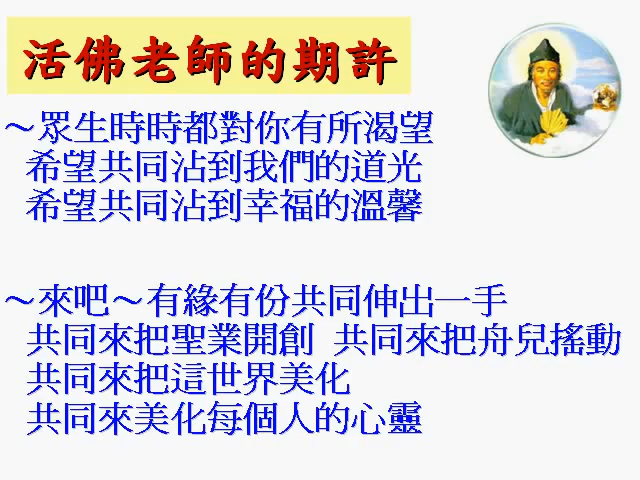 活佛老師的期許
～眾生時時都對你有所渴望
希望共同沾到我們的道光
希望共同沾到幸福的溫馨
～來吧～有緣有份共同伸出一手
共同來把聖業開創 共同來把舟兒搖動
共同來把這世界美化
共同來美化每個人的心靈